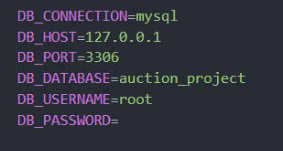 DB_CONNECTION=mysql
DB_HOST=127.0.0.1
DB_PORT=3306
DB_DATABASE=auction_project
DB_USERNAME=root
DB_PASSWORD=